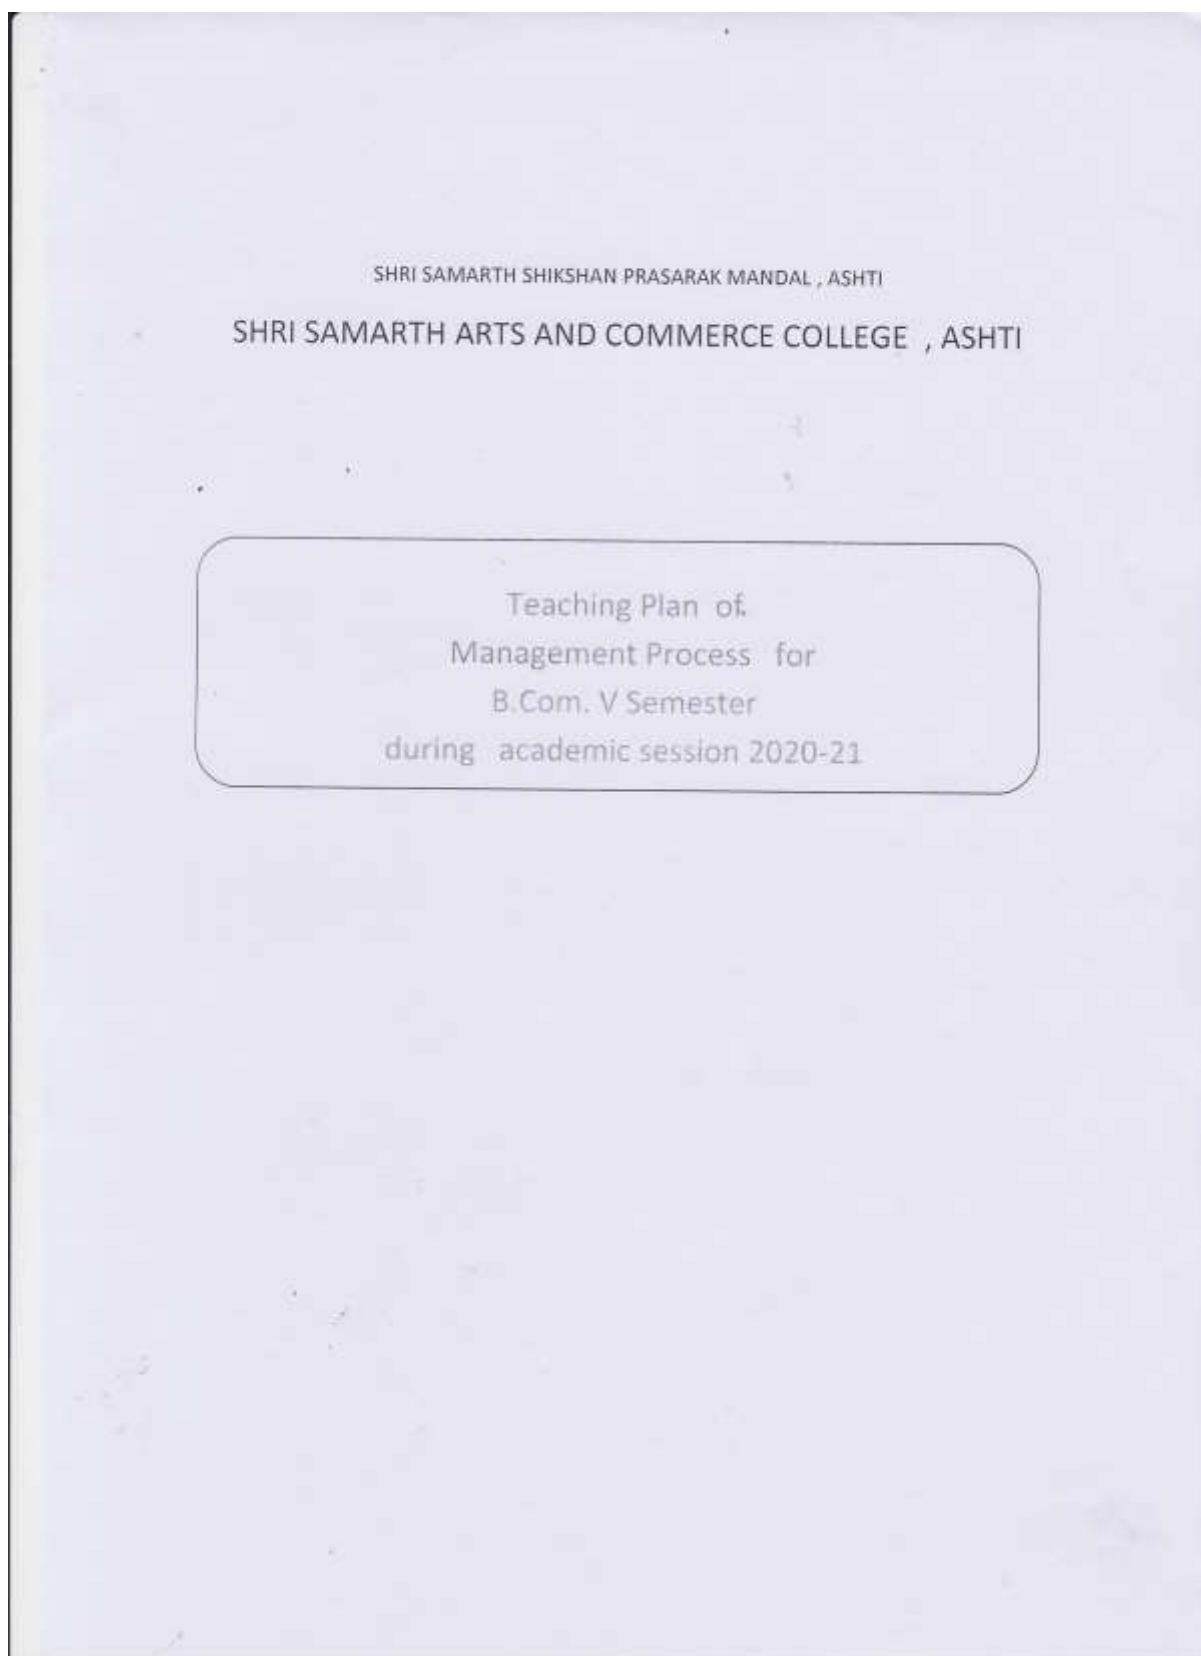 SHRI SAMARTH SHIKSHAN PRASARAK MANDAL , ASHTI
SHRI SAMARTH ARTS AND COMMERCE COLLEGE , ASHTI
Teaching Plan of
Management Process for
B.Com. V Semester
during academic session 2020-21